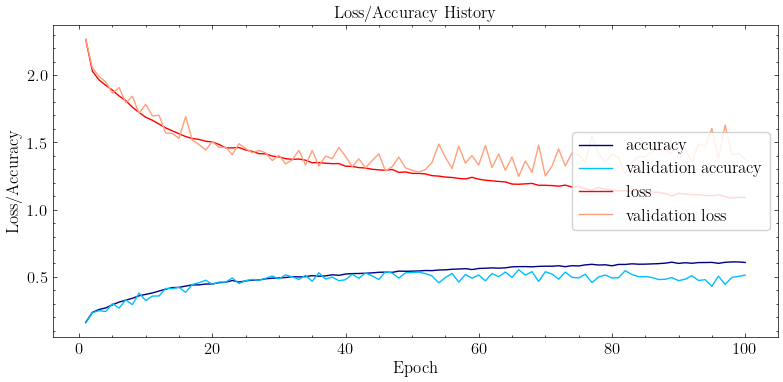 Loss/Accuracy History
Loss/Accuracy
2.0
1.5
1.0
0.5
accuracy
validation accuracy
loss
validation loss
0
20
40
60
80
100
Epoch